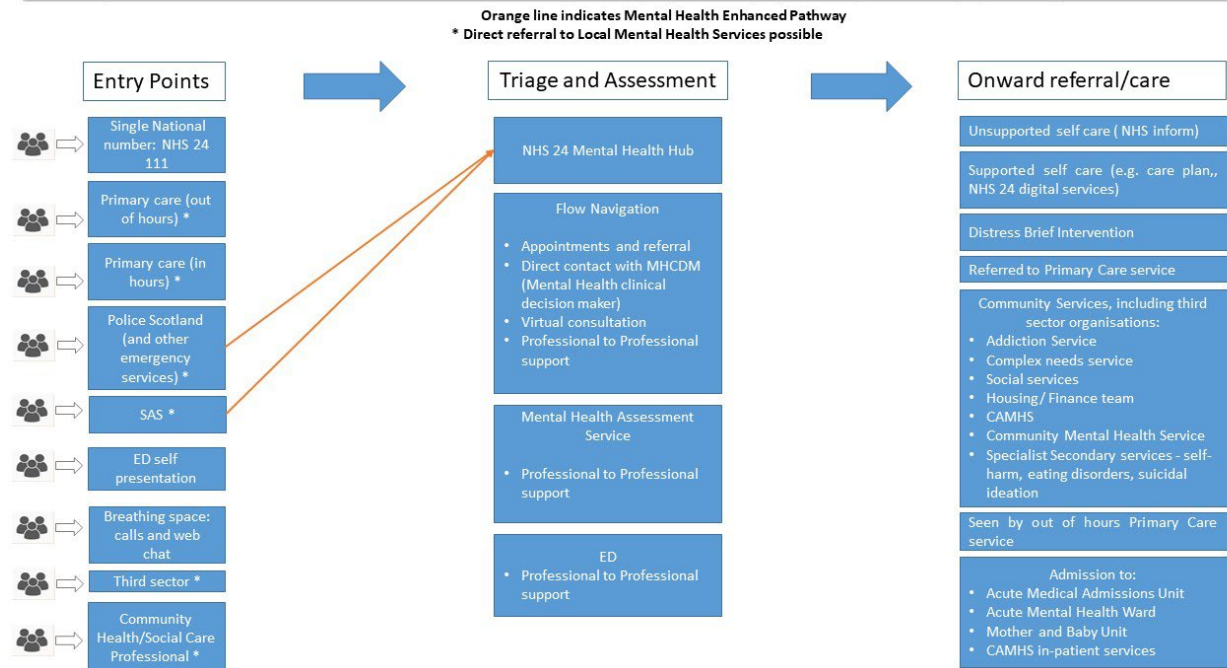 Orange line indicates Mental Health Enhanced Pathway
* Direct referral to Local Mental Health Services possible
Entry Points
Single National
number: NHS 24
111
Primary care (out
of hours) *
Primary care (in
hours) *
Police Scotland
(and other
emergency
services) *
SAS *
ED self
presentation
Breathing space:
calls and web
chat
Third sector *
Community
Health/Social Care
Professional *
Triage and Assessment
NHS 24 Mental Health Hub
Flow Navigation
• Appointments and referral
• Direct contact with MHCDM
(Mental Health clinical
decision maker)
• Virtual consultation
• Professional to Professional
support
Mental Health Assessment
Service
• Professional to Professional
support
ED
• Professional to Professional
support
Onward referral/care
Unsupported self care ( NHS inform)
Supported self care (e.g. care plan,,
NHS 24 digital services)
Distress Brief Intervention
Referred to Primary Care service
Community Services, including third
sector organisations:
• Addiction Service
• Complex needs service
• Social services
• Housing/ Finance team
• CAMHS
• Community Mental Health Service
• Specialist Secondary services - self-
harm, eating disorders, suicidal
ideation
Seen by out of hours Primary Care
service
Admission to:
• Acute Medical Admissions Unit
• Acute Mental Health Ward
• Mother and Baby Unit
• CAMHS in-patient services